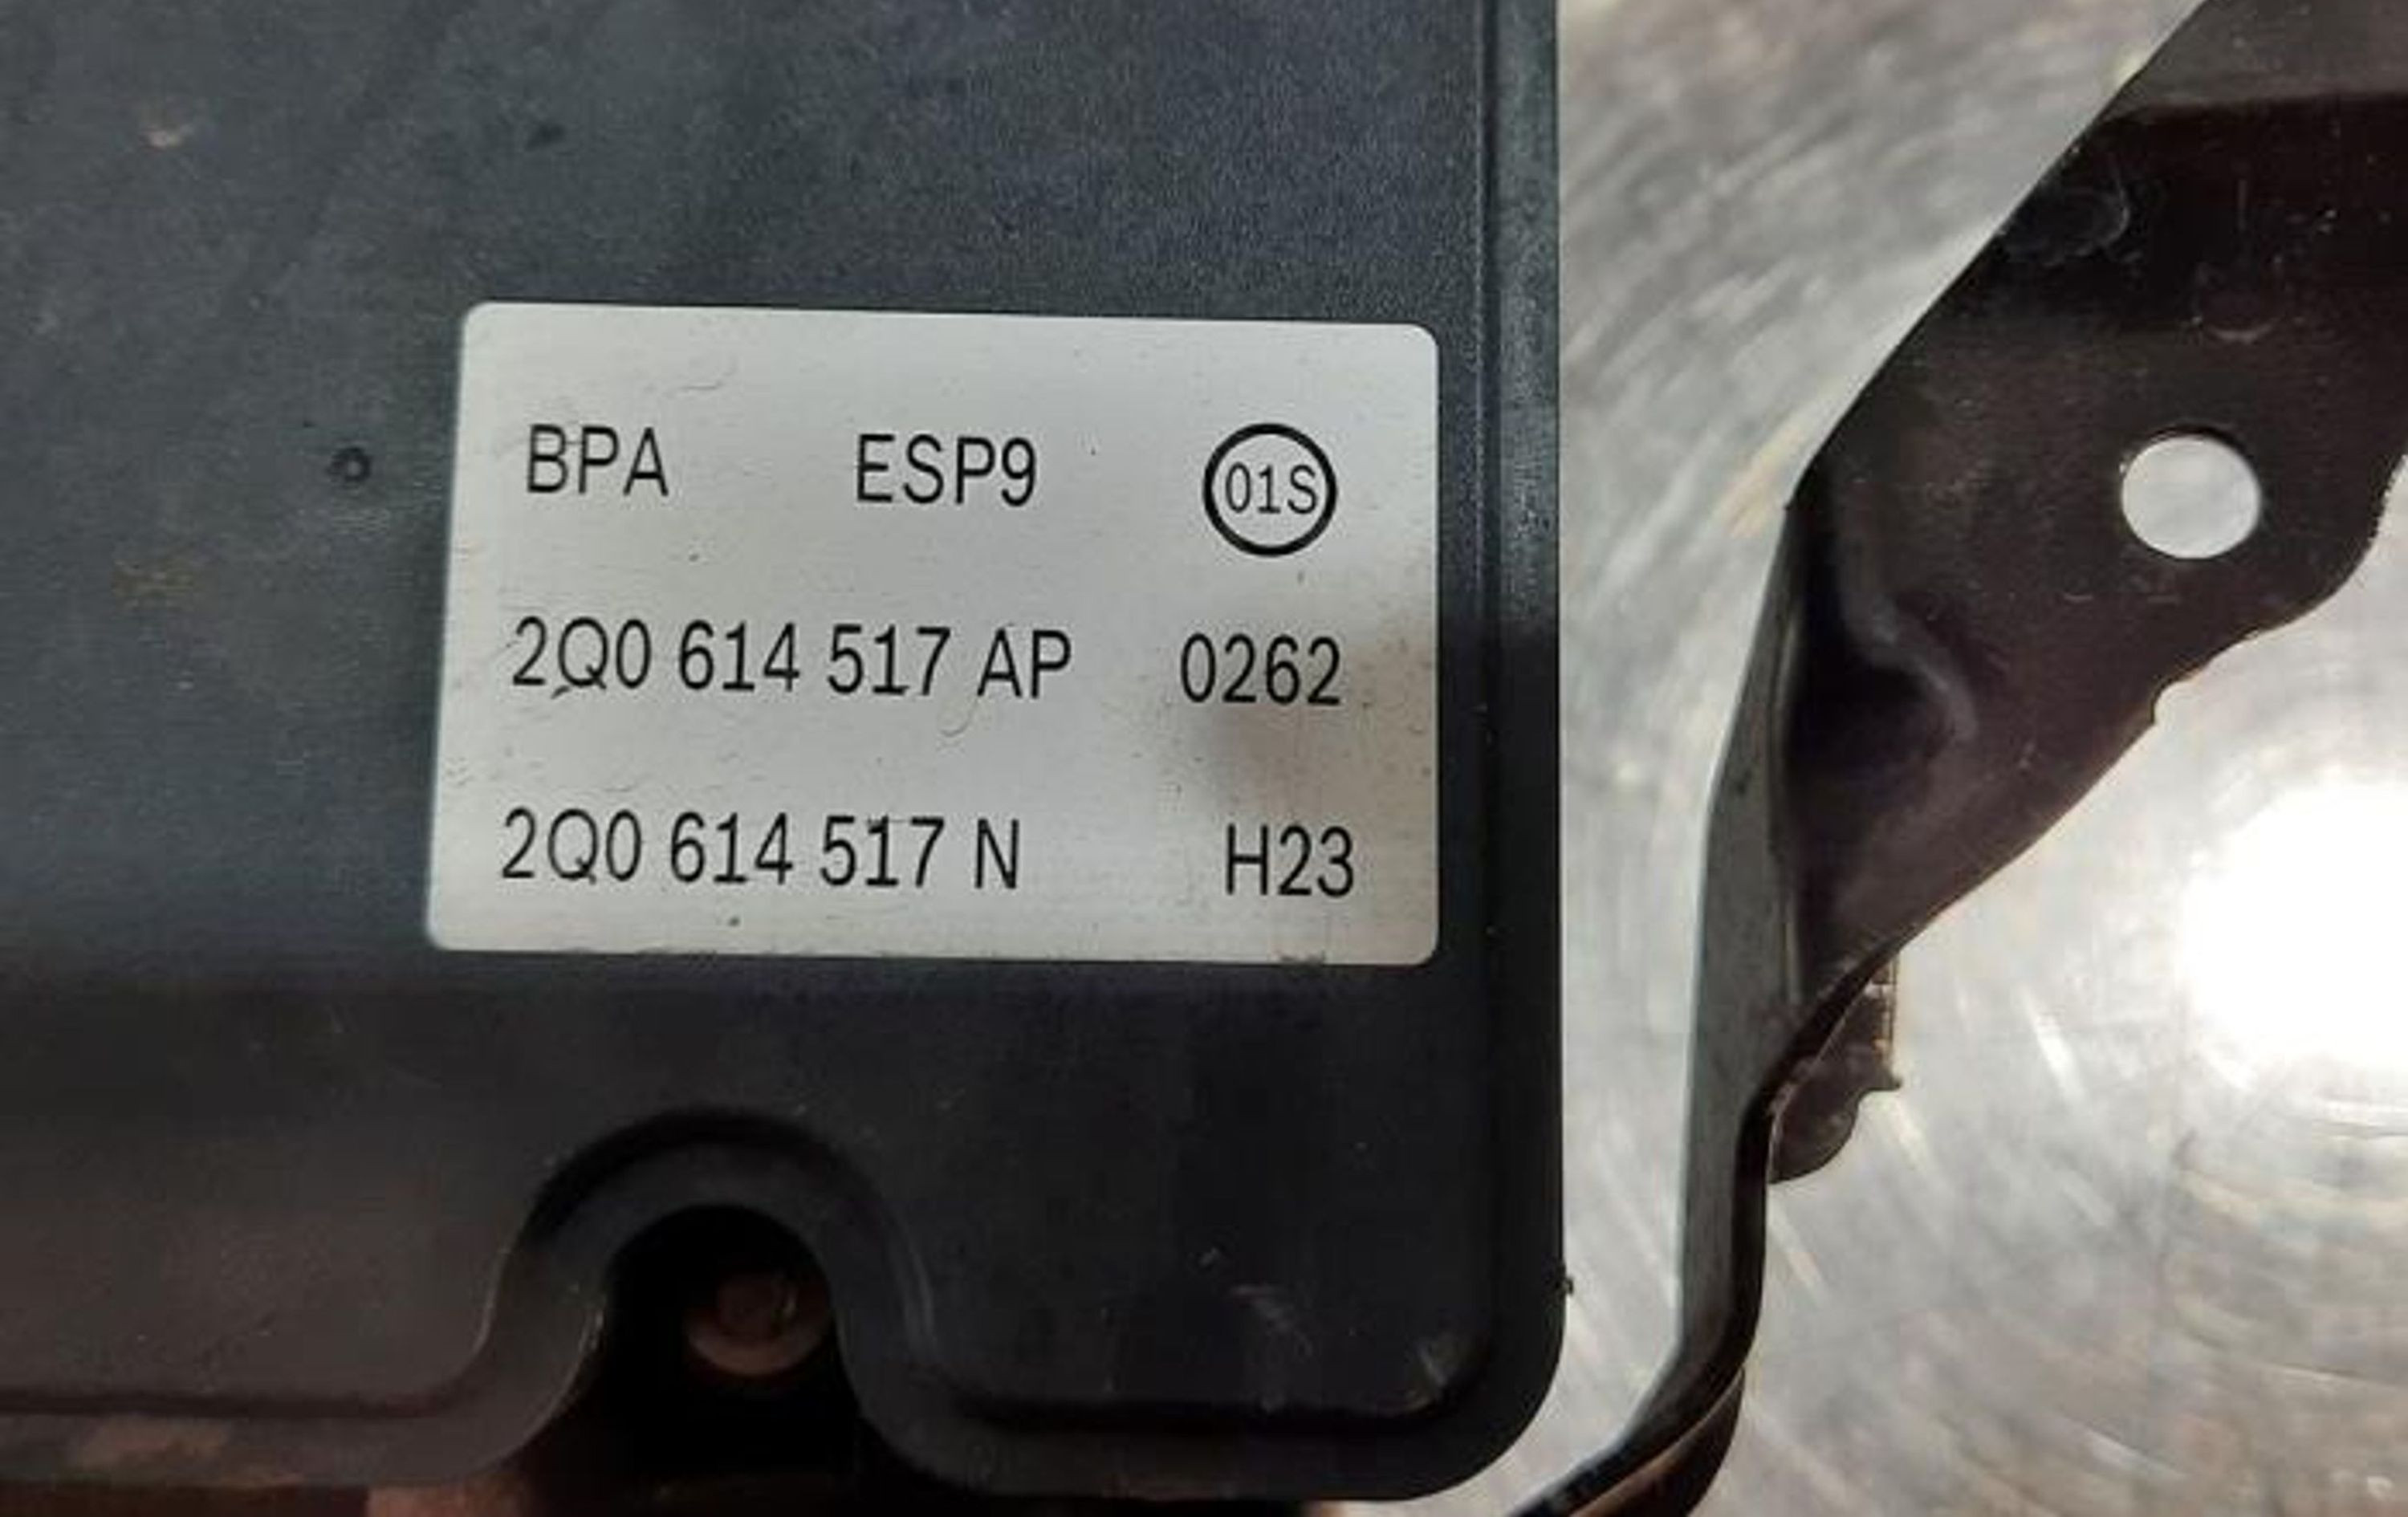 BPA ESP9 01S
2Q0 614 517 AP 0262
2Q0 614 517 N H23